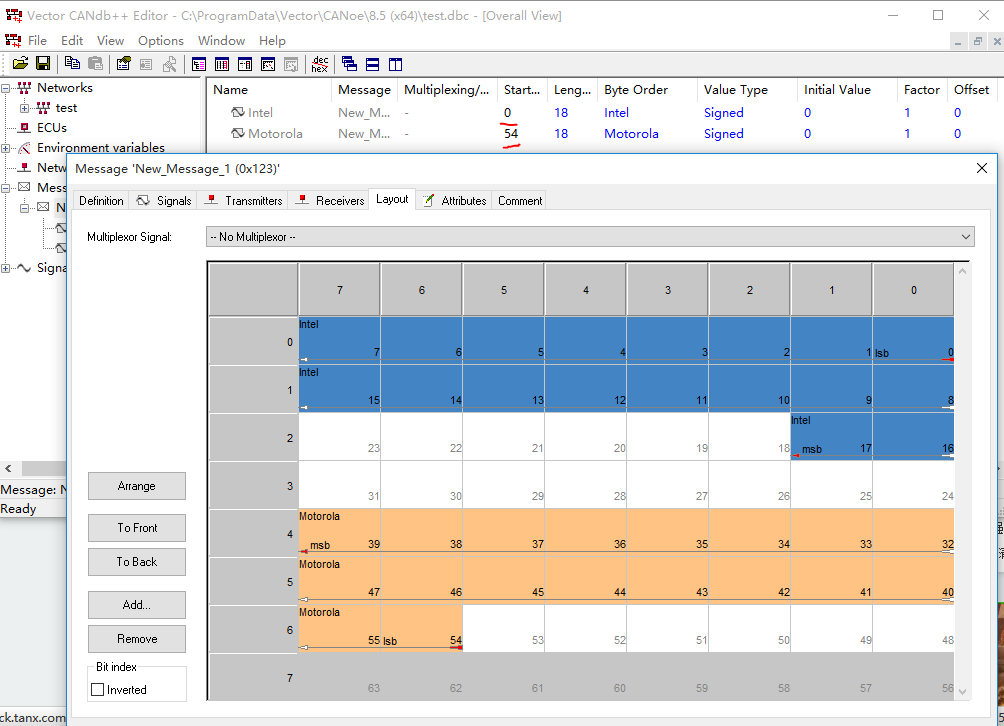 Vector CANdb++ Editor - C:\ProgramData\Vector\CANoe\8.5 (x64)\test.dbc - [Overall View]
File Edit View Options Window Help
dec
hex
Networks
test
ECUs
Environment variables
Netw
Mess
N
Signa
Name Message Multiplexing/... Start... Leng... Byte Order Value Type Initial Value Factor Offset
Intel New_M... - 0 18 Intel Signed 0 1 0
Motorola New_M... - 54 18 Motorola Signed 0 1 0
Message: N
Ready
Message 'New_Message_1 (0x123)'
Definition Signals Transmitters Receivers Layout Attributes Comment
Multiplexor Signal: -- No Multiplexor --
7 6 5 4 3 2 1 0
Intel
0 7 6 5 4 3 2 1 lsb 0
Intel
1 15 14 13 12 11 10 9 8
Intel
2 23 22 21 20 19 18 msb 17 16
3 31 30 29 28 27 26 25 24
Motorola
4 msb 39 38 37 36 35 34 33 32
Motorola
5 47 46 45 44 43 42 41 40
Motorola
6 55 lsb 54 53 52 51 50 49 48
7 63 62 61 60 59 58 57 56
Arrange
To Front
To Back
Add...
Remove
Bit index
Inverted
ck.tanx.com